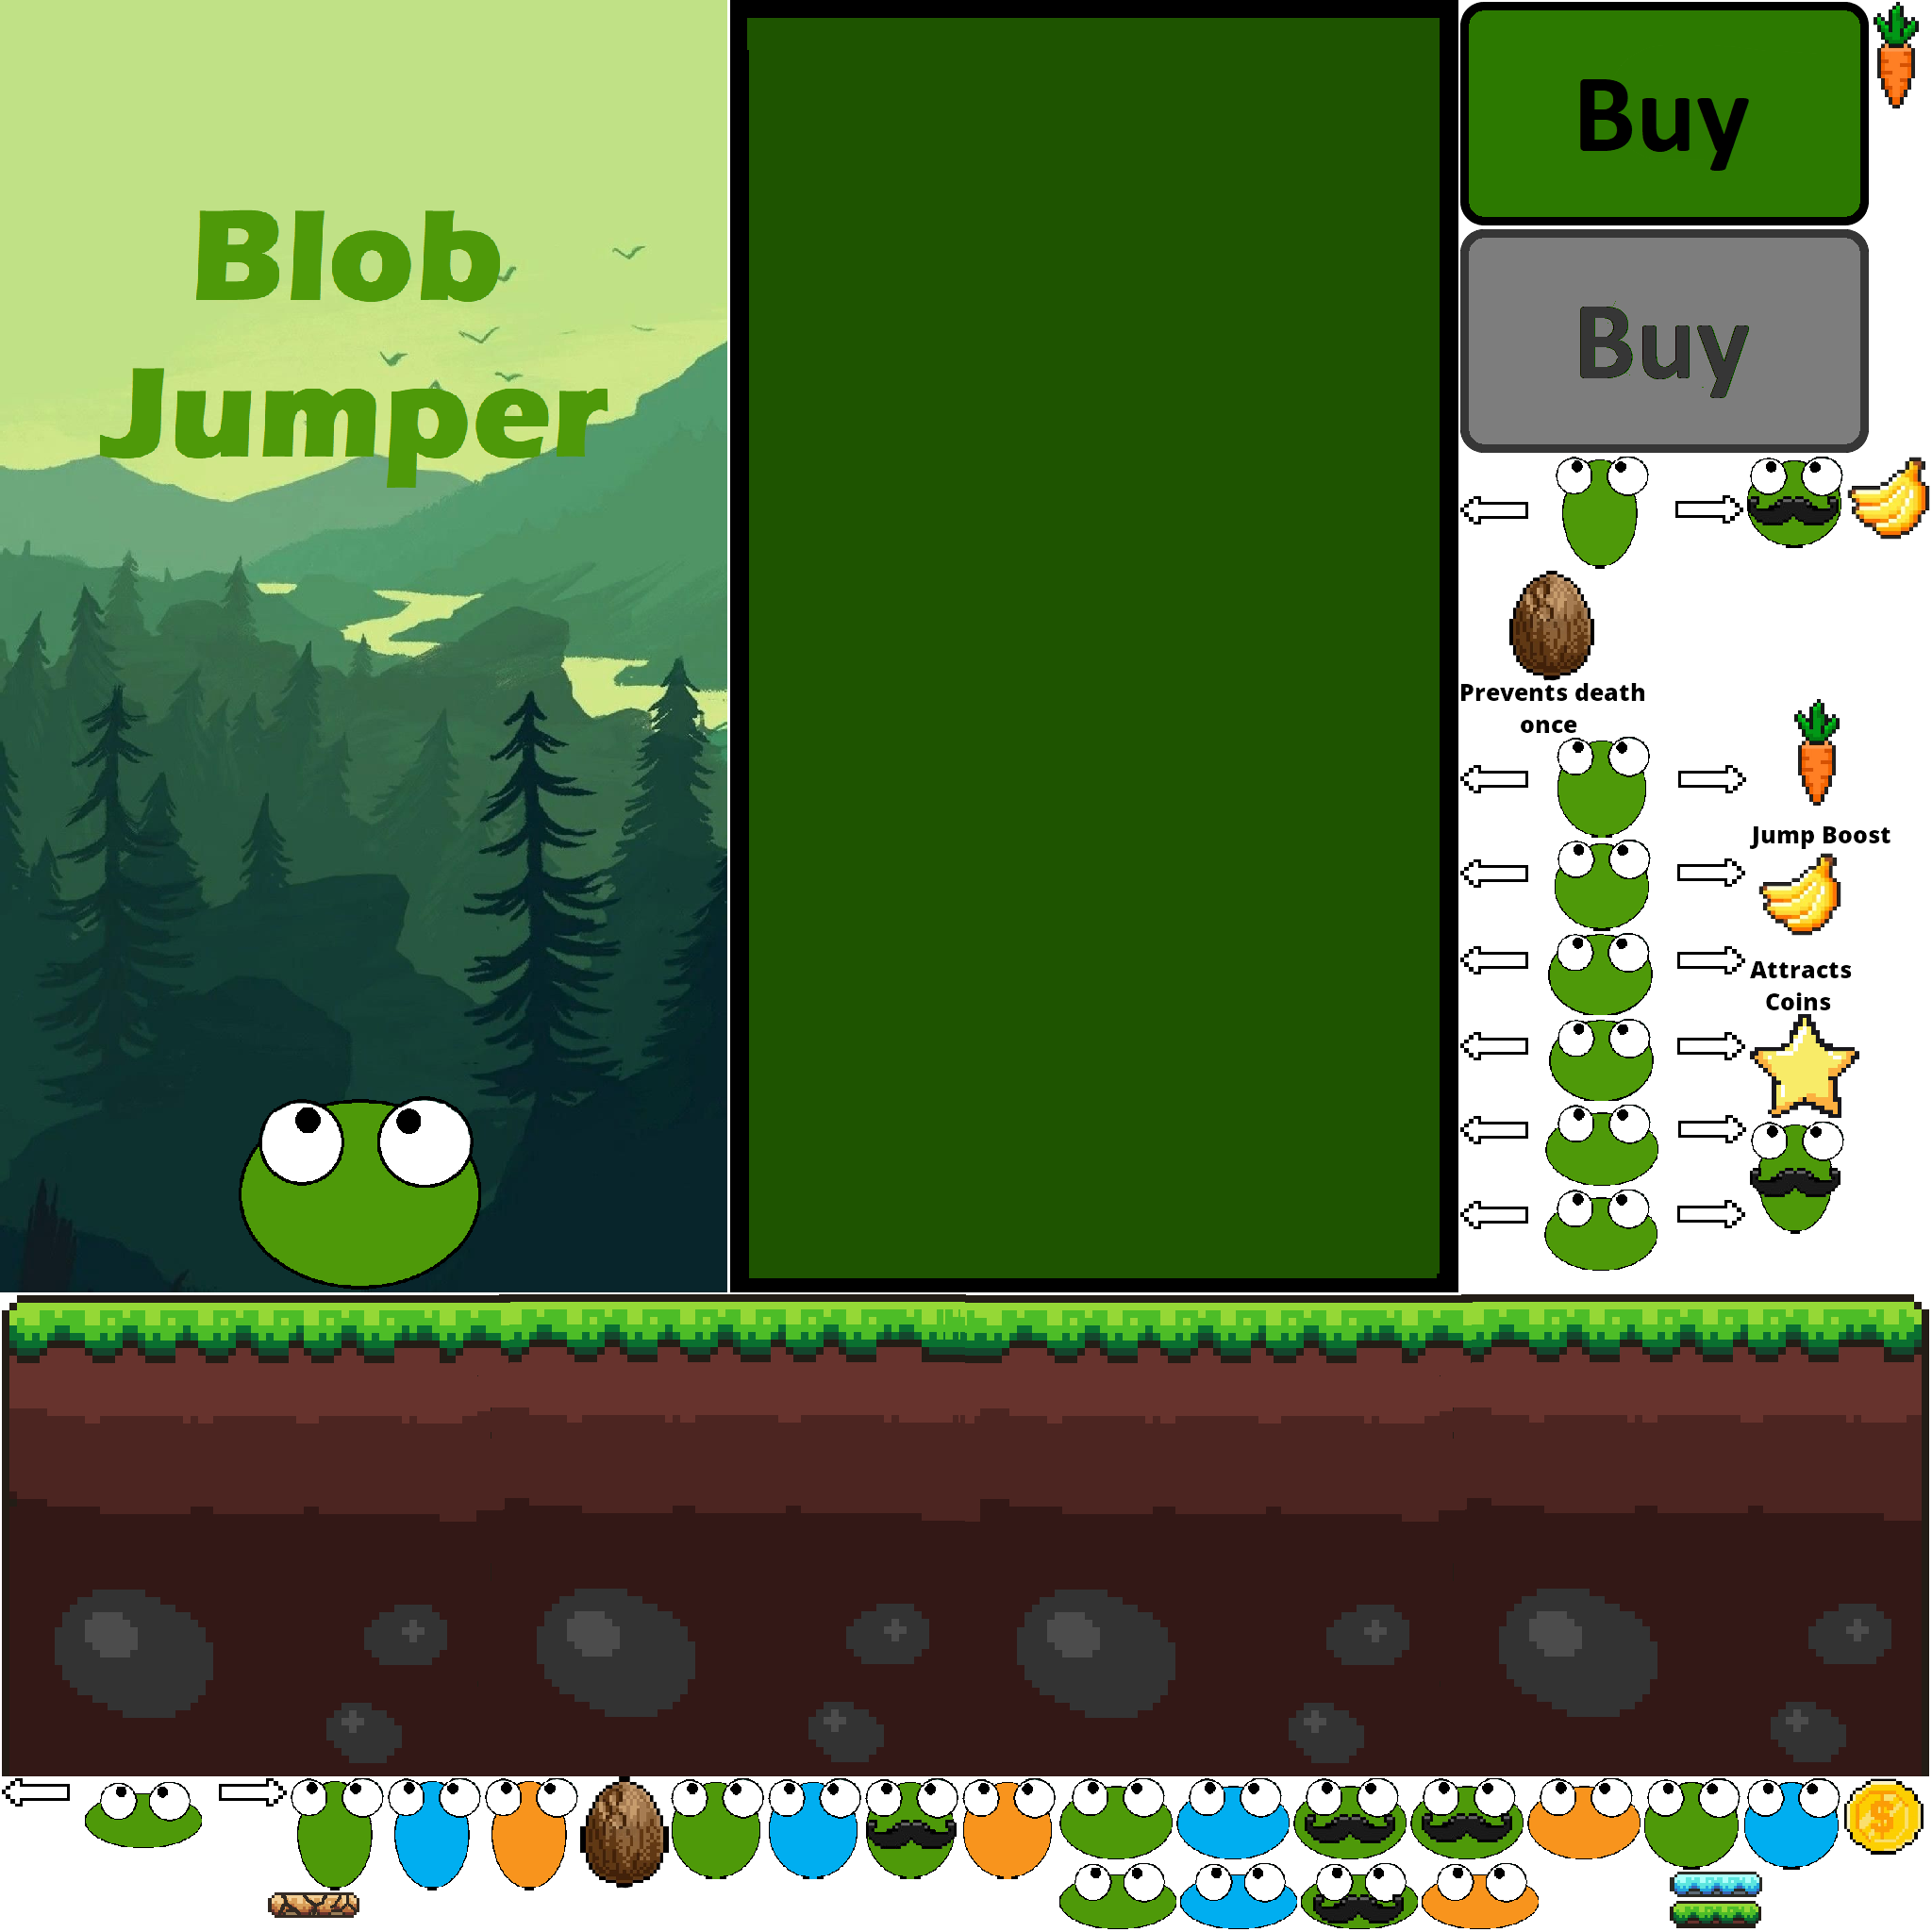 Blob
Jumper
Buy
Buy
Prevents death
once
Jump Boost
Attracts
Coins
$